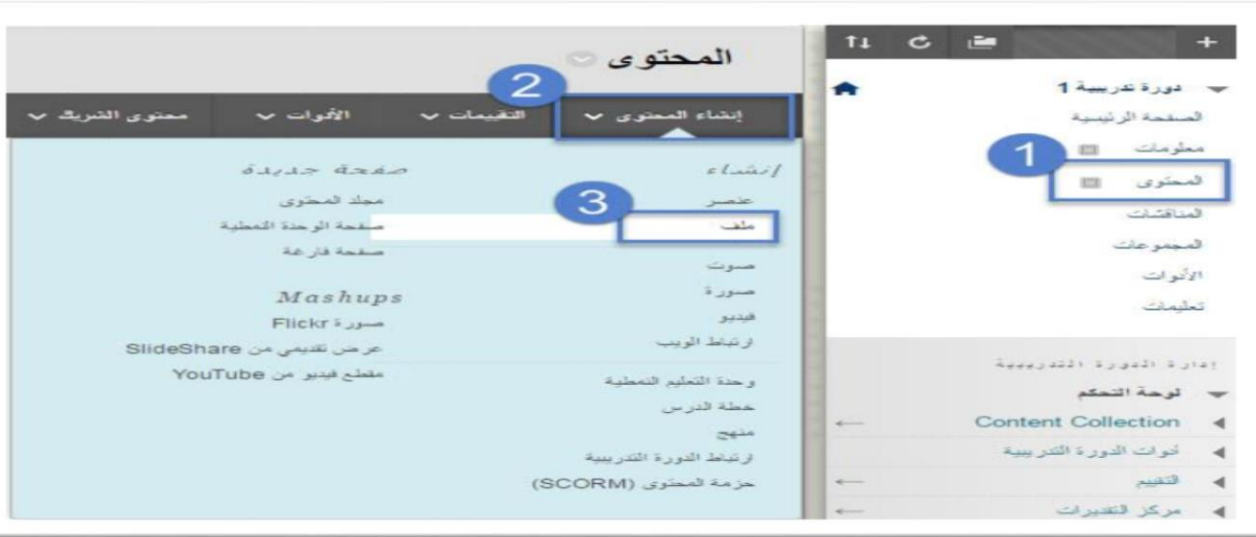 دورة تدريبية 1
الصفحة الرئيسية
معلومات
1
المحتوى
المناقشات
المجموعات
الأدوات
تعليمات
إدارة الدورة التدريبية
لوحة التحكم
Content Collection
أدوات الدورة التدريبية
التقييم
مركز التقديرات
المحتوى
2
إنشاء المحتوى
التقييمات
الأدوات
محتوى الشريك
إنشاء
عنصر
3
ملف
صوت
صورة
فيديو
ارتباط الويب
وحدة التعليم النمطية
خطة الدرس
منهج
ارتباط الدورة التدريبية
حزمة المحتوى (SCORM)
صفحة جديدة
مجلد المحتوى
صفحة الوحدة النمطية
صفحة فارغة
Mashups
صورة Flickr
عرض تقديمي من SlideShare
مقطع فيديو من YouTube